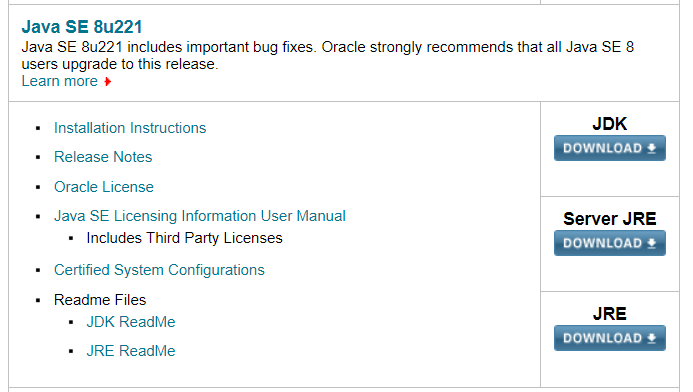 Java SE 8u221
Java SE 8u221 includes important bug fixes. Oracle strongly recommends that all Java SE 8
users upgrade to this release.
Learn more
Installation Instructions
Release Notes
Oracle License
Java SE Licensing Information User Manual
Includes Third Party Licenses
Certified System Configurations
Readme Files
JDK ReadMe
JRE ReadMe
JDK
DOWNLOAD
Server JRE
DOWNLOAD
JRE
DOWNLOAD